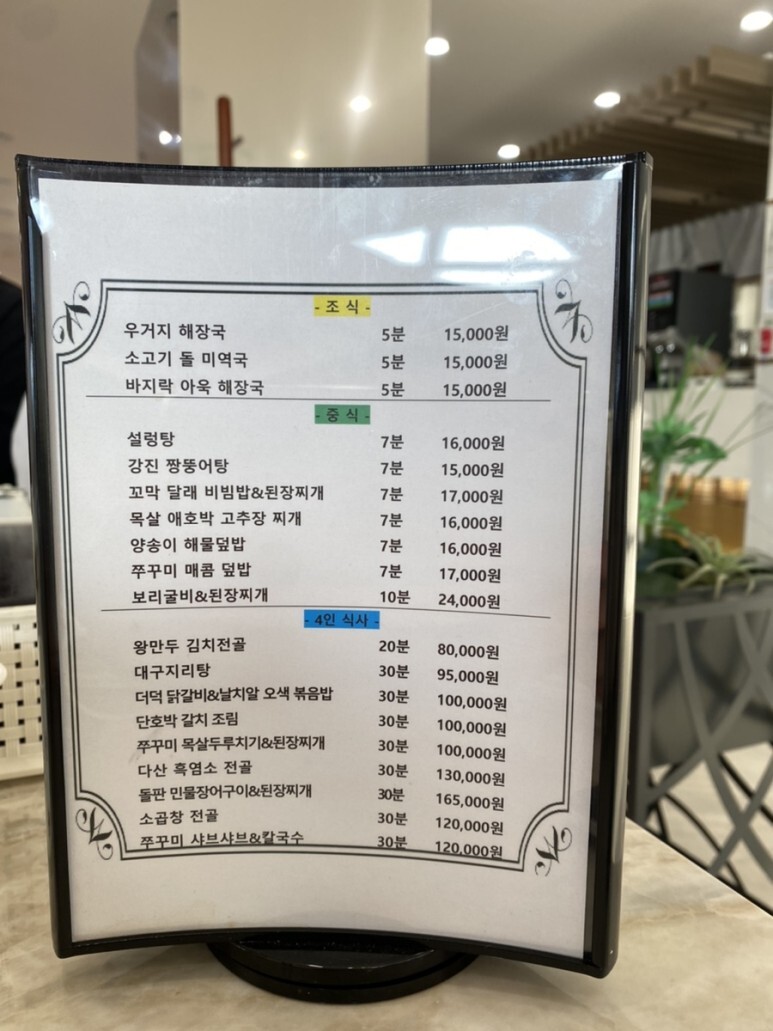 - 조 식 -
우거지 해장국 5분 15,000원
소고기 돌 미역국 5분 15,000원
바지락 아욱 해장국 5분 15,000원
- 중 식 -
설렁탕 7분 16,000원
강진 짱뚱어탕 7분 15,000원
꼬막 달래 비빔밥&된장찌개 7분 17,000원
목살 애호박 고추장 찌개 7분 16,000원
양송이 해물덮밥 7분 16,000원
쭈꾸미 매콤 덮밥 7분 17,000원
보리굴비&된장찌개 10분 24,000원
- 4인 식사 -
왕만두 김치전골 20분 80,000원
대구지리탕 30분 95,000원
더덕 닭갈비&날치알 오색 볶음밥 30분 100,000원
단호박 갈치 조림 30분 100,000원
쭈꾸미 목살두루치기&된장찌개 30분 100,000원
다산 흑염소 전골 30분 130,000원
돌판 민물장어구이&된장찌개 30분 165,000원
소곱창 전골 30분 120,000원
쭈꾸미 샤브샤브&칼국수 30분 120,000원